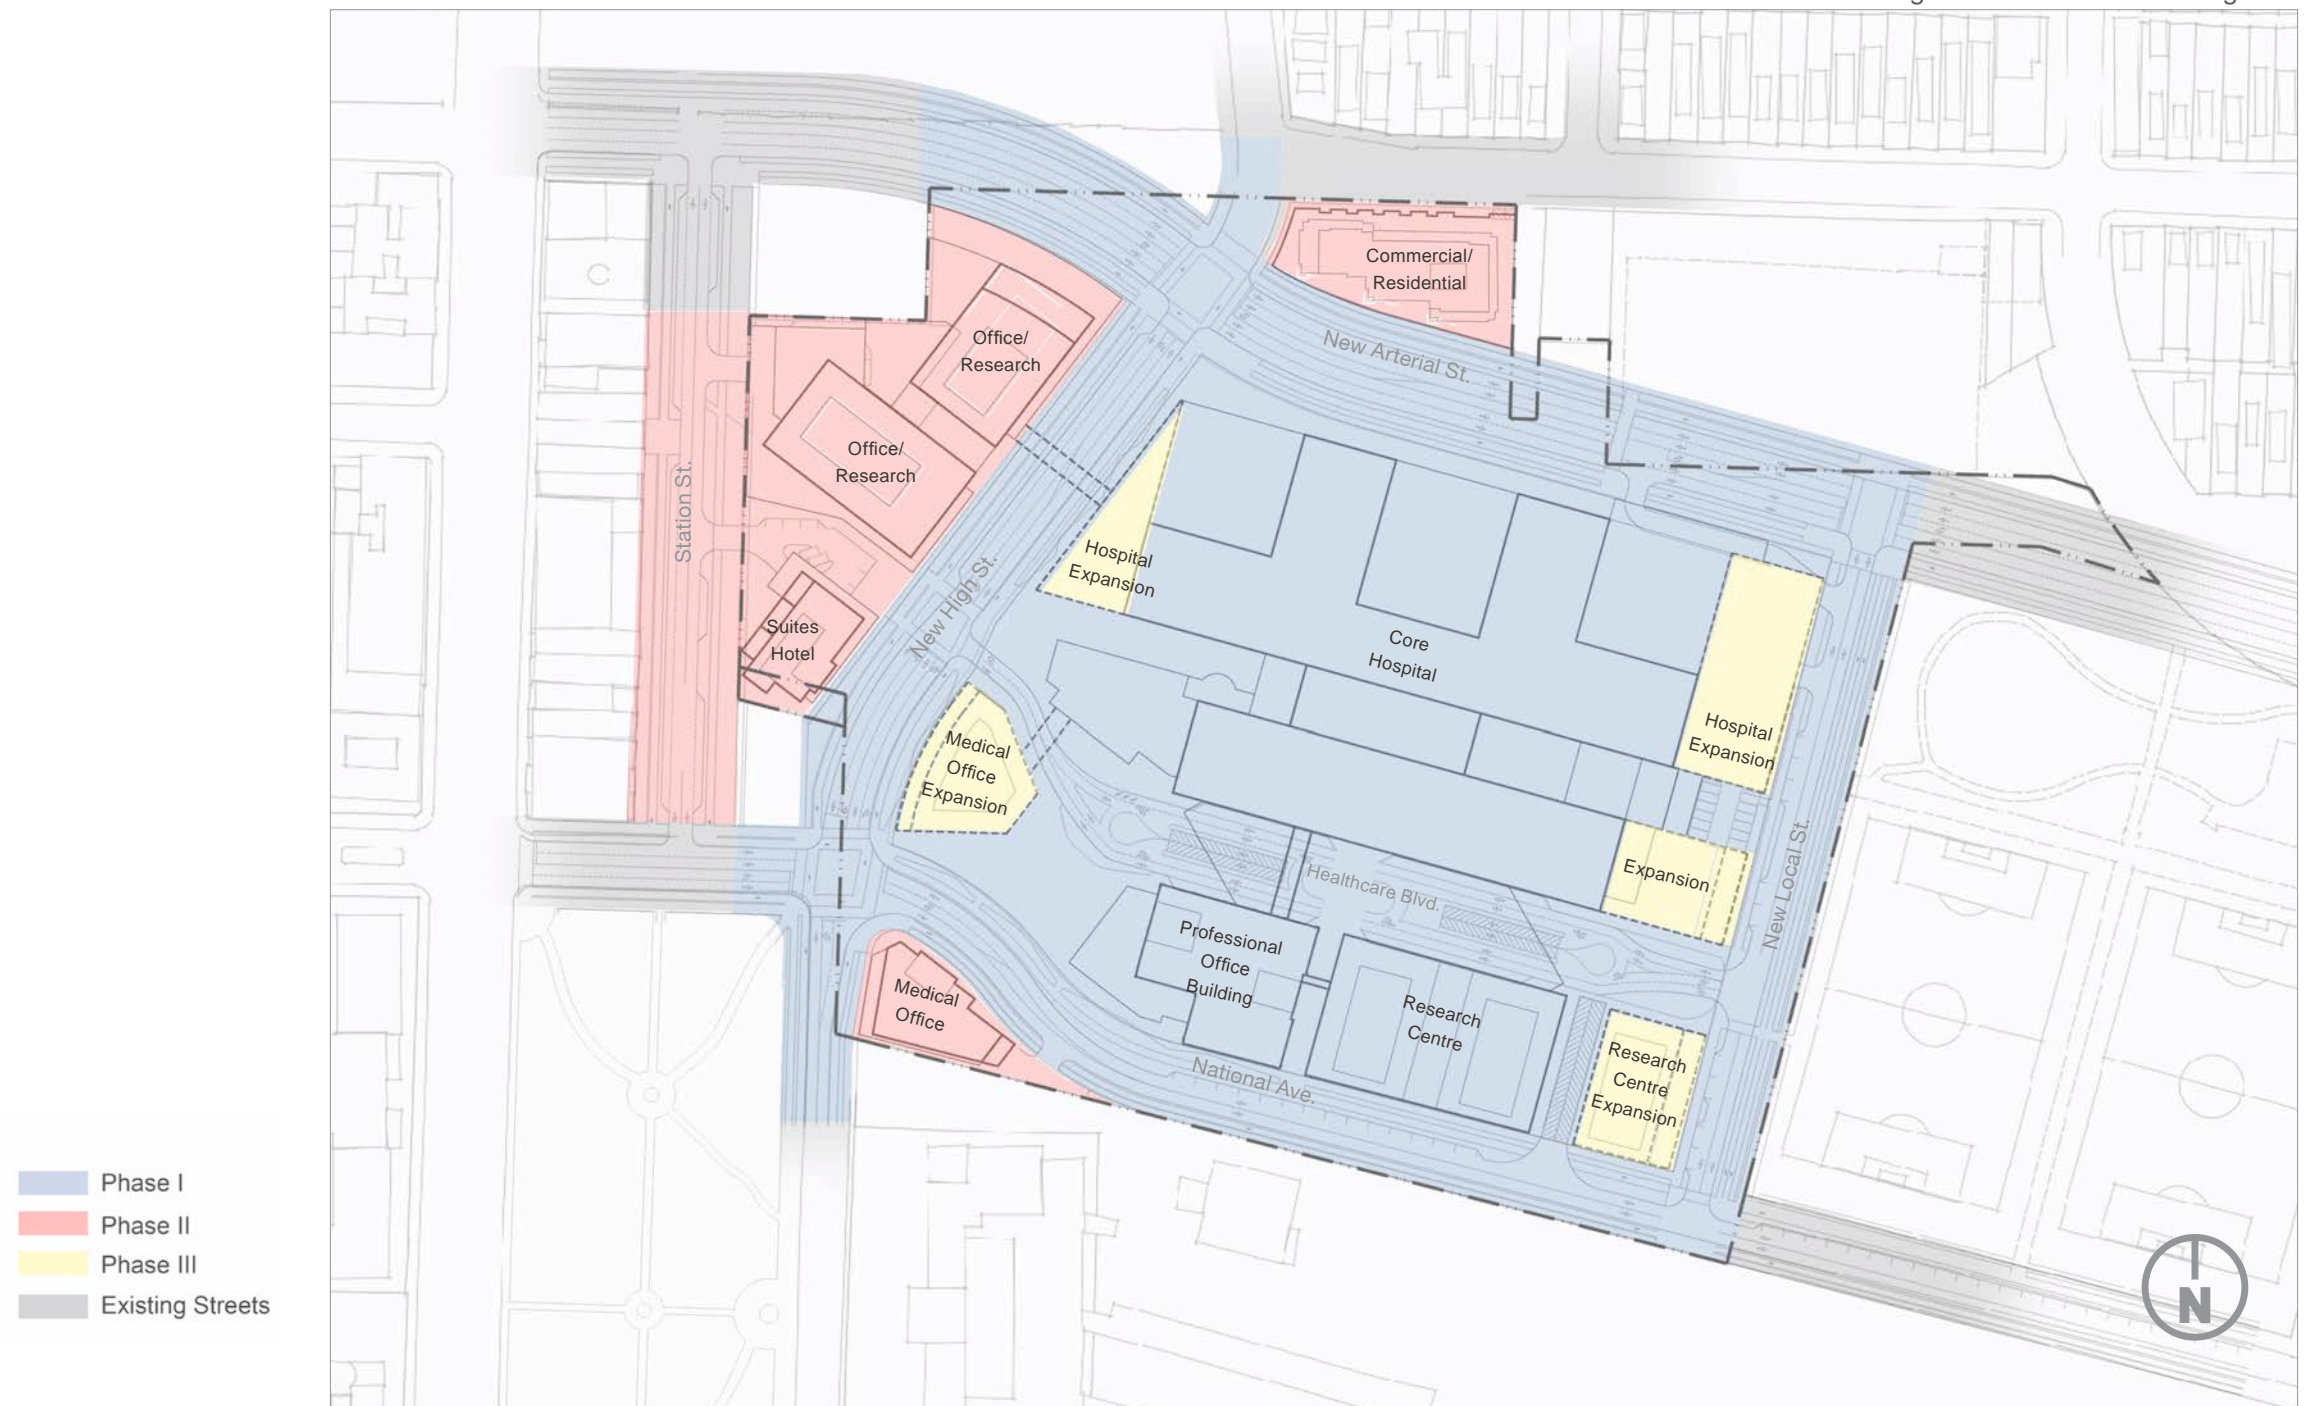 Commercial/
Residential
Office/
Research
New Arterial St.
Office/
Research
Station St.
Hospital
Expansion
New High St.
Suites
Hotel
Core
Hospital
Hospital
Expansion
Medical
Office
Expansion
Expansion
Healthcare Blvd.
New Local St.
Professional
Office
Building
Medical
Office
Research
Centre
Research
Centre
Expansion
National Ave.
Phase I
Phase II
Phase III
Existing Streets
N